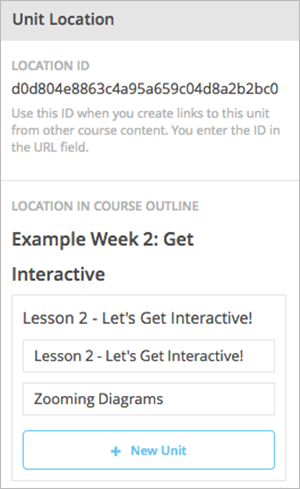 Unit Location
LOCATION ID
d0d804e8863c4a95a659c04d8a2b2bc0
Use this ID when you create links to this unit
from other course content. You enter the ID in
the URL field.
LOCATION IN COURSE OUTLINE
Example Week 2: Get
Interactive
Lesson 2 - Let's Get Interactive!
Lesson 2 - Let's Get Interactive!
Zooming Diagrams
+ New Unit